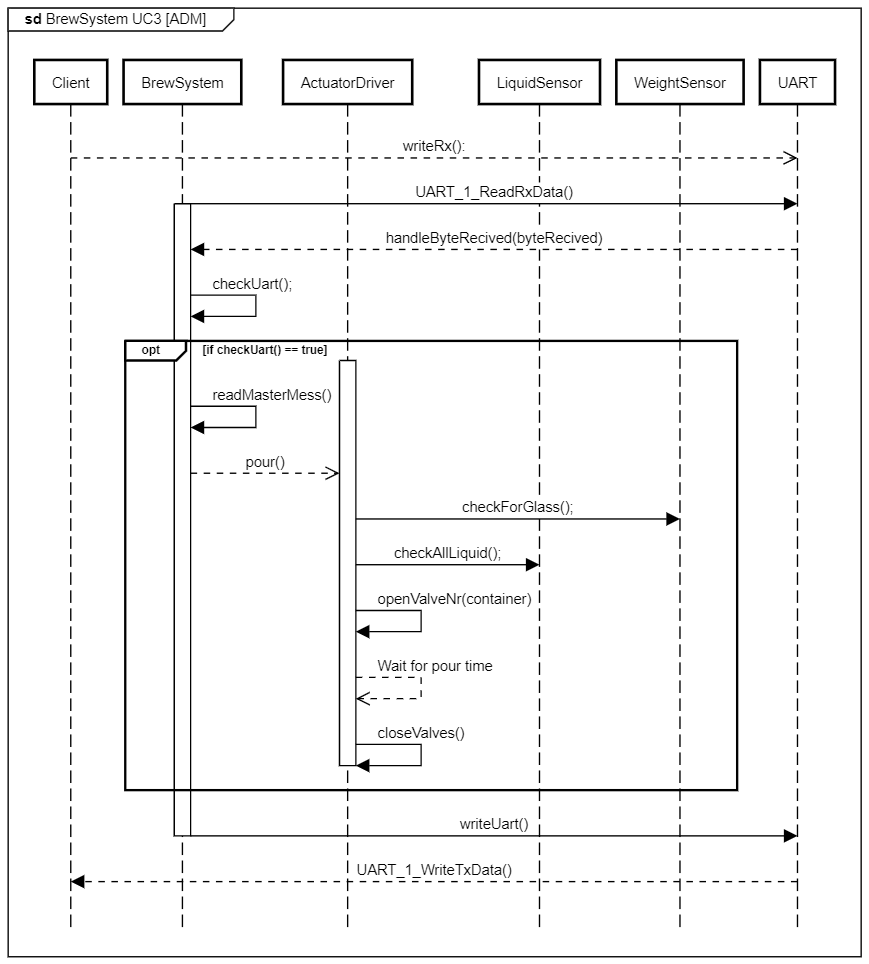 sd BrewSystem UC3 [ADM]
Client
BrewSystem
ActuatorDriver
LiquidSensor
WeightSensor
UART
writeRx():
UART_1_ReadRxData()
handleByteRecived(byteRecived)
checkUart();
opt
[if checkUart() == true]
readMasterMess()
pour()
checkForGlass();
checkAllLiquid();
openValveNr(container)
Wait for pour time
closeValves()
writeUart()
UART_1_WriteTxData()